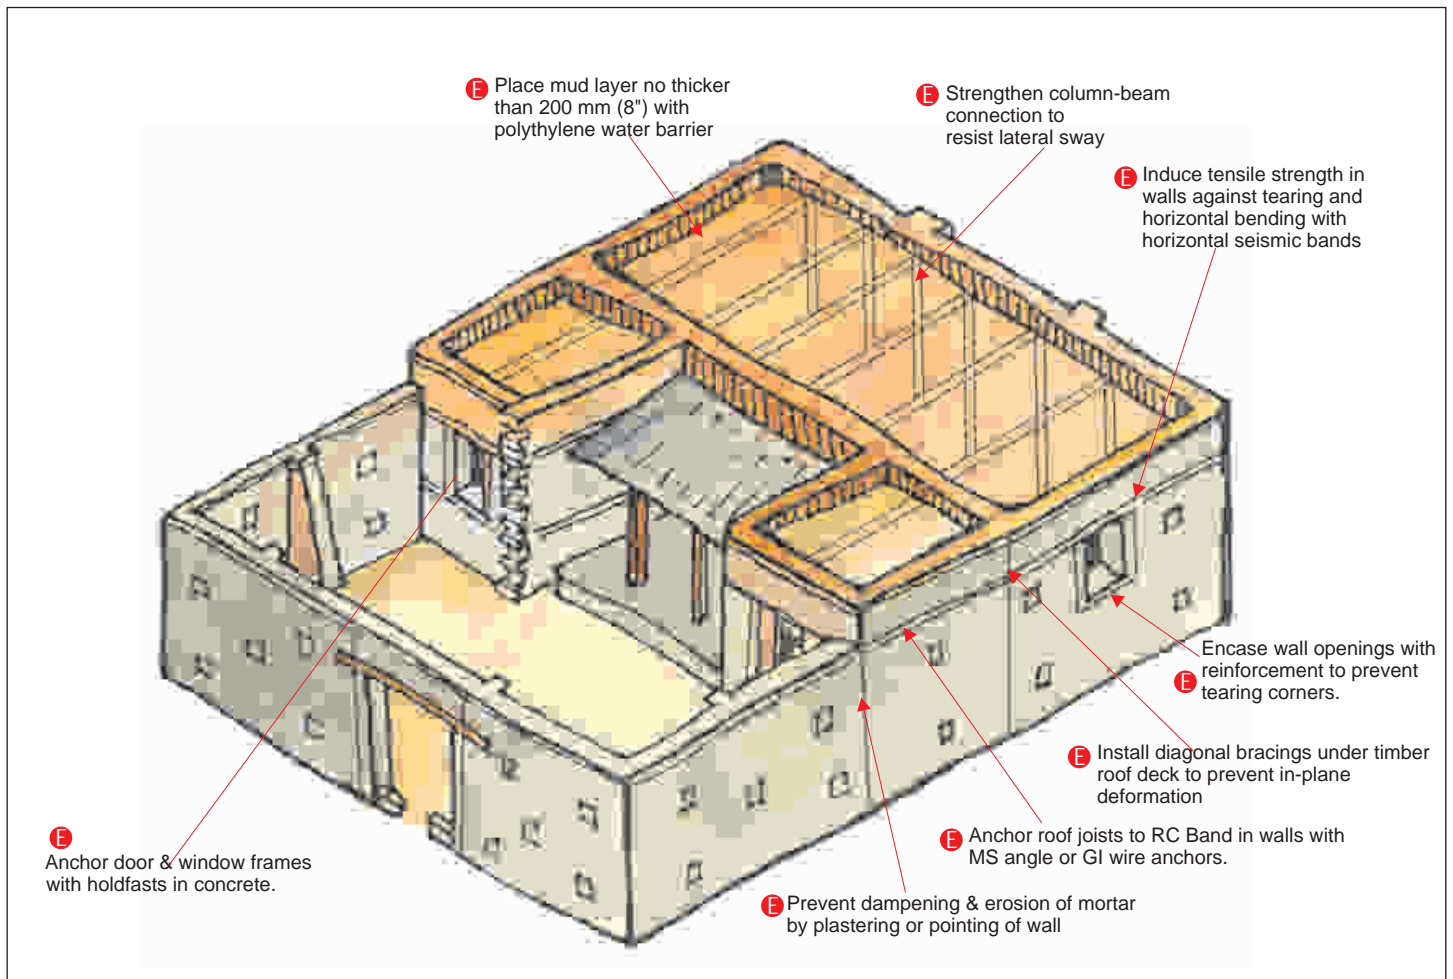 E Place mud layer no thicker
than 200 mm (8") with
polythylene water barrier
E Strengthen column-beam
connection to
resist lateral sway
E Induce tensile strength in
walls against tearing and
horizontal bending with
horizontal seismic bands
Encase wall openings with
E reinforcement to prevent
tearing corners.
E Install diagonal bracings under timber
roof deck to prevent in-plane
deformation
E Anchor roof joists to RC Band in walls with
MS angle or GI wire anchors.
E
Anchor door & window frames
with holdfasts in concrete.
E Prevent dampening & erosion of mortar
by plastering or pointing of wall